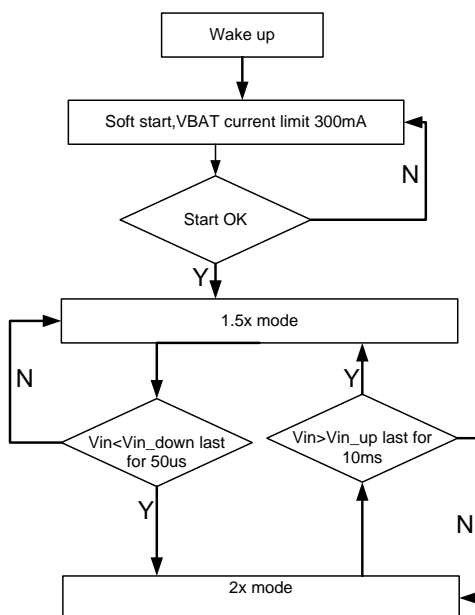 Wake up
Soft start,VBAT current limit 300mA
N
Start OK
Y
1.5x mode
N
Y
Vin<Vin_down last
for 50us
Vin>Vin_up last for
10ms
Y
N
2x mode